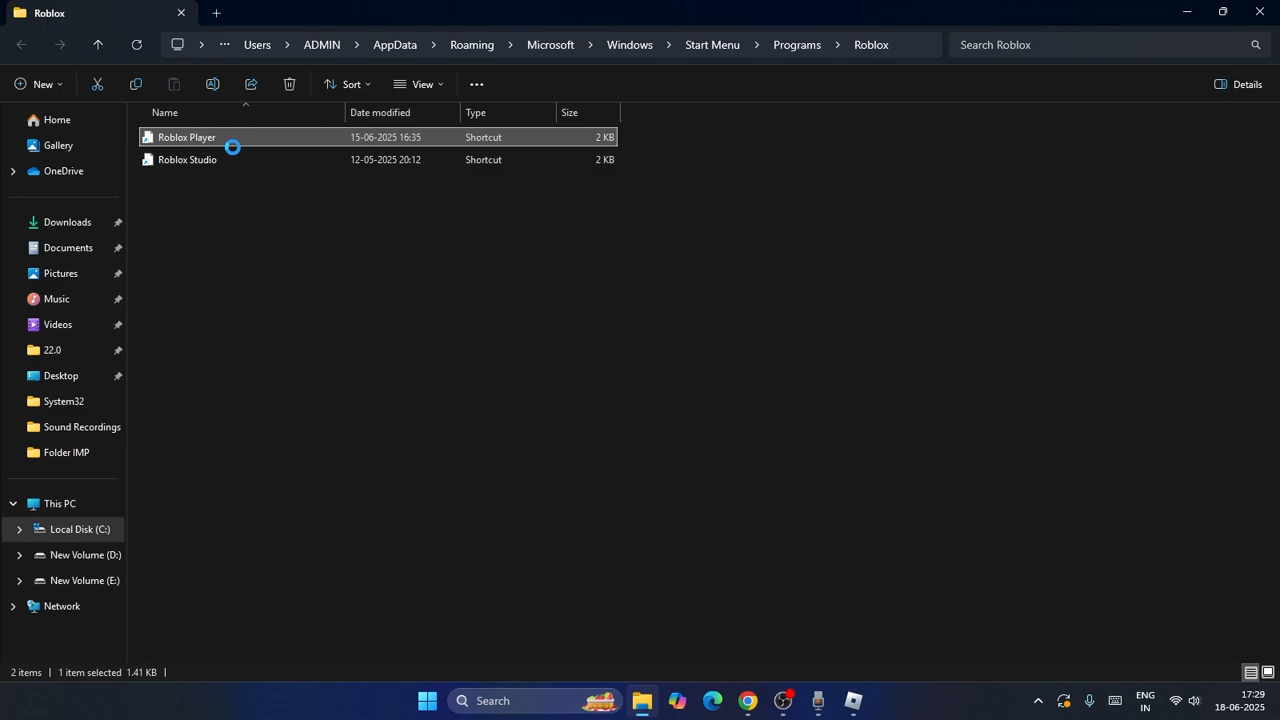 Roblox
Users > ADMIN > AppData > Roaming > Microsoft > Windows > Start Menu > Programs > Roblox
Search Roblox
New
Sort
View
Details
Name Date modified Type Size
Roblox Player 15-06-2025 16:35 Shortcut 2 KB
Roblox Studio 12-05-2025 20:12 Shortcut 2 KB
Home
Gallery
OneDrive
Downloads
Documents
Pictures
Music
Videos
22.0
Desktop
System32
Sound Recordings
Folder IMP
This PC
Local Disk (C:)
New Volume (D:)
New Volume (E:)
Network
2 items 1 item selected 1.41 KB
Search
ENG
IN
17:29
18-06-2025